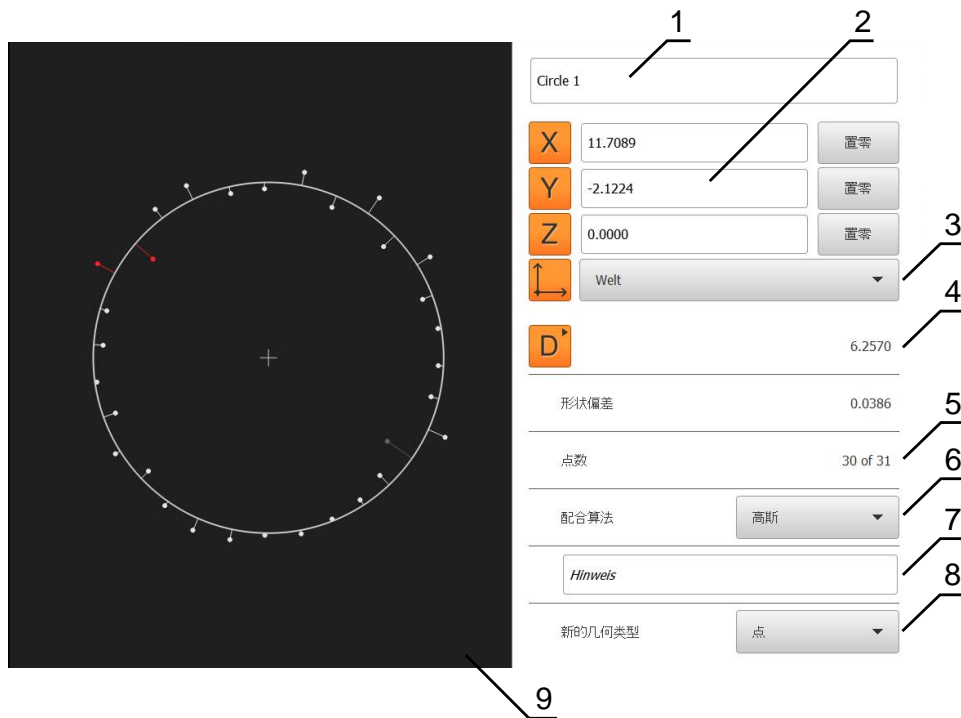 1
2
Circle 1
X 11.7089 置零
Y -2.1224 置零
Z 0.0000 置零
3
Welt
4
D 6.2570
形状偏差 0.0386
5
点数 30 of 31
6
配合算法 高斯
7
Hinweis
8
新的几何类型 点
9